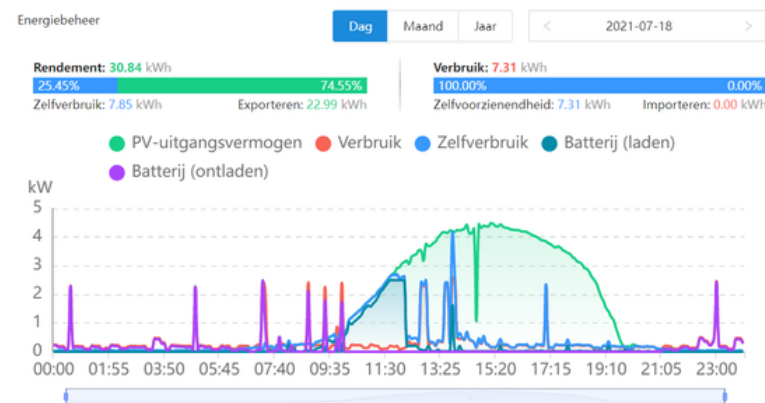 Energiebeheer
Dag Maand Jaar < 2021-07-18 >
Rendement: 30.84 kWh
25.45% 74.55%
Zelfverbruik: 7.85 kWh Exporteren: 22.99 kWh
Verbruik: 7.31 kWh
100.00% 0.00%
Zelfvoorzienendheid: 7.31 kWh Importeren: 0.00 kWh
PV-uitgangsvermogen Verbruik Zelfverbruik Batterij (laden)
Batterij (ontladen)
kW
5
4
3
2
1
0
00:00 01:55 03:50 05:45 07:40 09:35 11:30 13:25 15:20 17:15 19:10 21:05 23:00